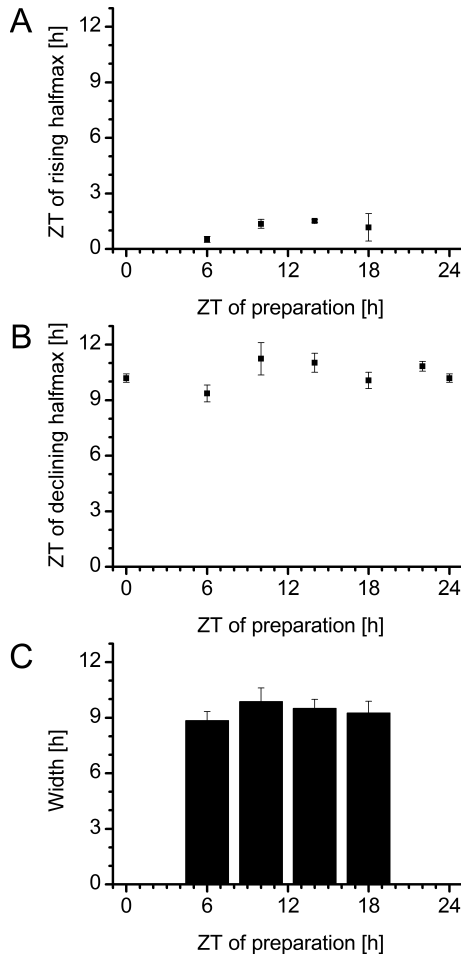 A
ZT of rising halfmax [h]
12
9
6
3
0
0 6 12 18 24
ZT of preparation [h]
B
ZT of declining halfmax [h]
12
9
6
3
0
0 6 12 18 24
ZT of preparation [h]
C
Width [h]
12
9
6
3
0
0 6 12 18 24
ZT of preparation [h]